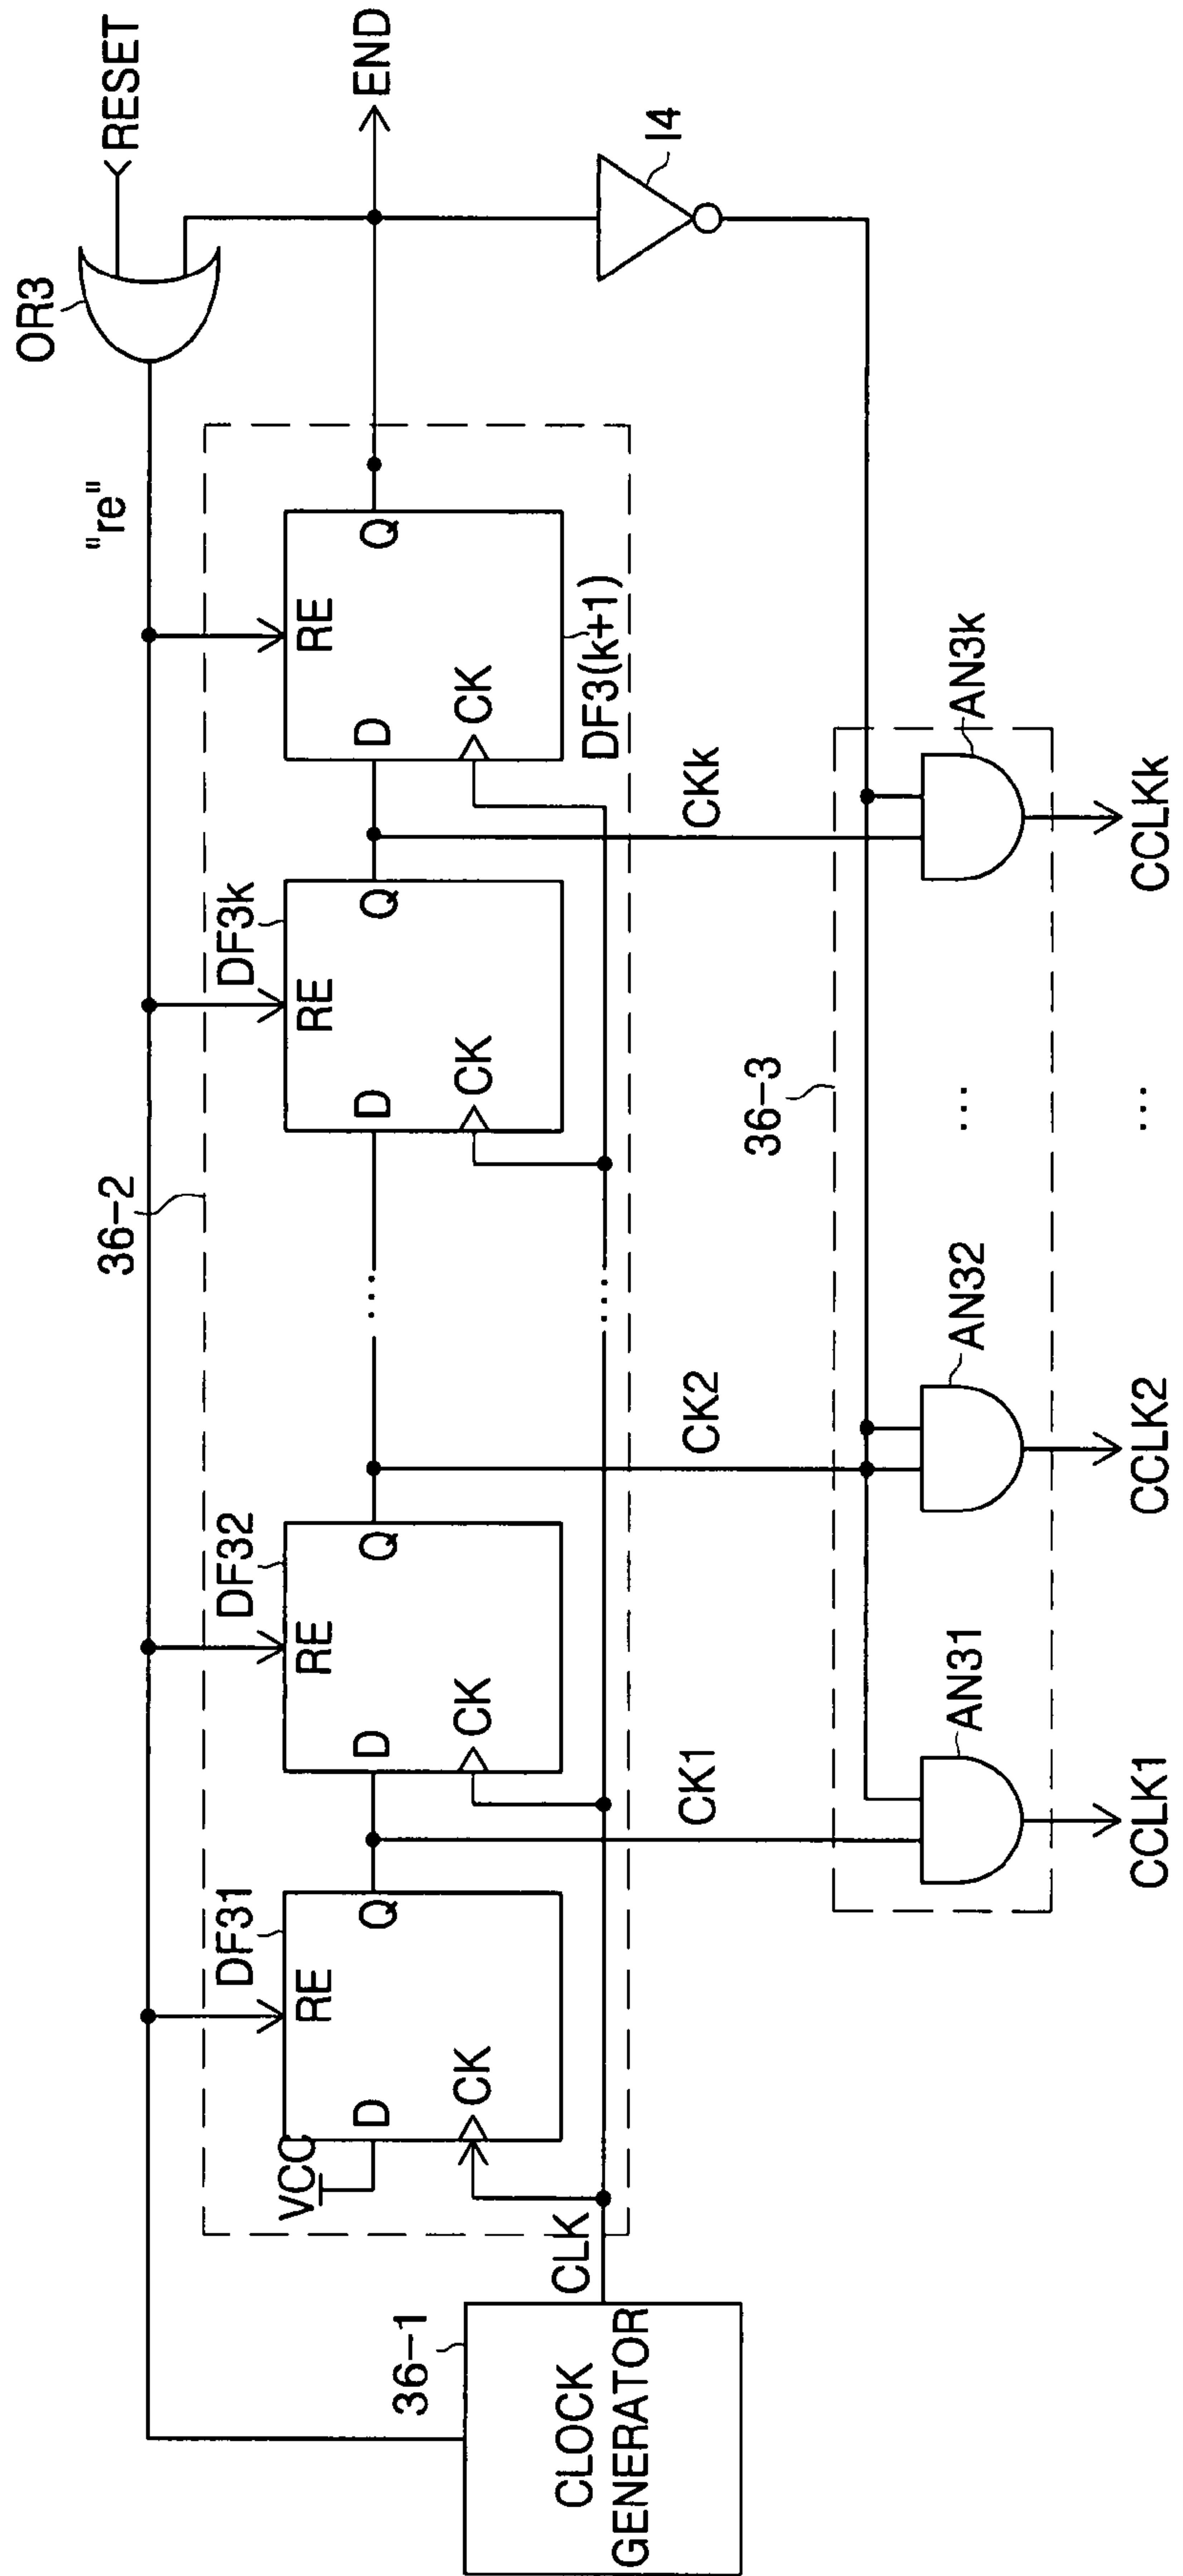 OR3
RESET
"re"
END
36-2
DF31
DF32
DF3k
DF3(k+1)
RE
RE
RE
RE
VCC
D
Q
D
Q
...
D
Q
D
Q
CK
CK
CK
CK
36-1
CLOCK
GENERATOR
CLK
...
I4
CK1
CK2
CKk
36-3
AN31
AN32
...
AN3k
CCLK1
CCLK2
...
CCLKk